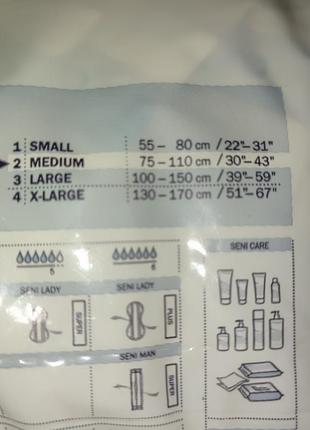 1 SMALL 55 – 80 cm / 22"–31"
2 MEDIUM 75 – 110 cm / 30"– 43"
3 LARGE 100 – 150 cm / 39"–59"
4 X-LARGE 130 – 170 cm / 51"–67"
5 6
SENI CARE
SENI LADY SENI LADY
SUPER PLUS
SENI MAN
SUPER